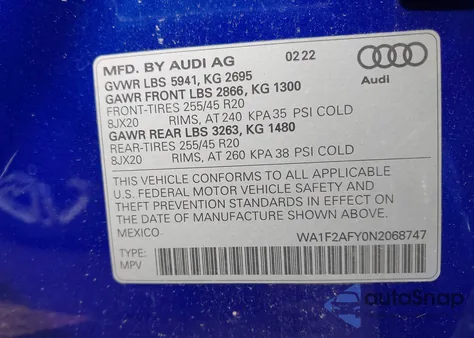 MFD. BY AUDI AG 02.22
GVWR LBS 5941, KG 2695
GAWR FRONT LBS 2866, KG 1300
FRONT-TIRES 255/45 R20
8JX20 RIMS, AT 240 KPA 35 PSI COLD
GAWR REAR LBS 3263, KG 1480
REAR-TIRES 255/45 R20
8JX20 RIMS, AT 260 KPA 38 PSI COLD
Audi
THIS VEHICLE CONFORMS TO ALL APPLICABLE
U.S. FEDERAL MOTOR VEHICLE SAFETY AND
THEFT PREVENTION STANDARDS IN EFFECT ON
THE DATE OF MANUFACTURE SHOWN ABOVE.
MEXICO WA1F2AFY0N2068747
TYPE:
MPV
autoSnap